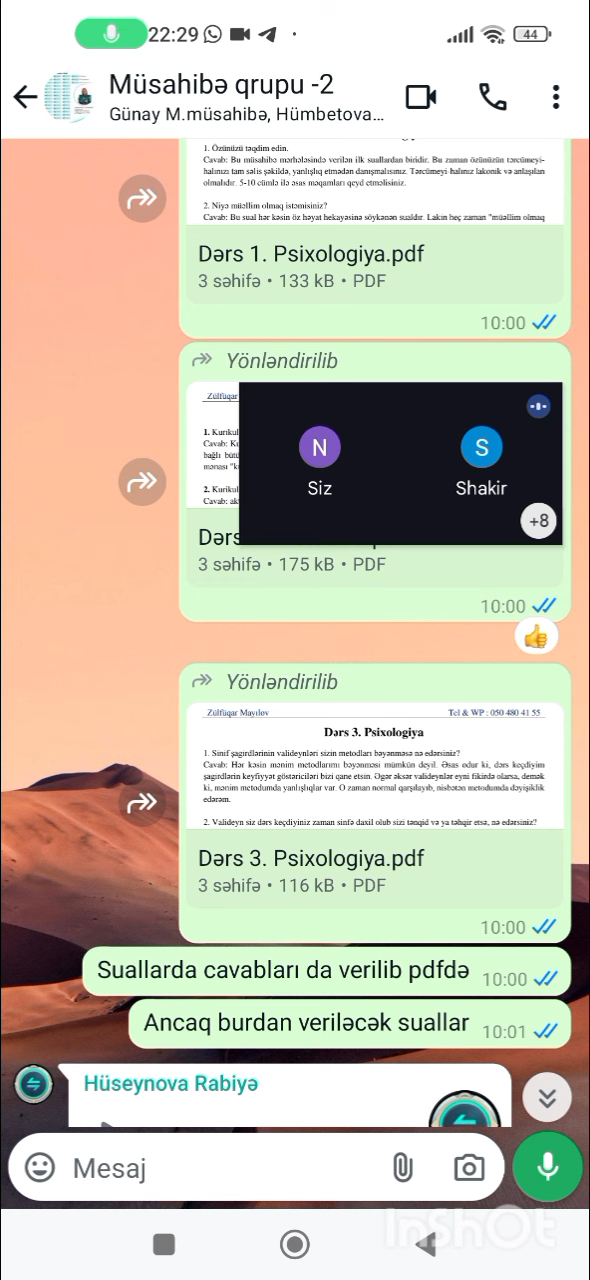 22:29
44
Müsahibə qrupu -2
Günay M.müsahibə, Hümbetova...
1. Özünüzü təqdim edin.
Cavab: Bu müsahibə mərhələsində verilən ilk suallardan biridir. Bu zaman özünüzün tərcümeyi-
halınızı tam səlis şəkildə, yanlışlıq etmədən danışmalısınız. Tərcümeyi-halınız lakonik və anlaşılan
olmalıdır. 5-10 cümlə ilə əsas məqamları qeyd etməlisiniz.
2. Niyə müəllim olmaq istəmisiniz?
Cavab: Bu sual hər kəsin öz həyat hekayəsinə söykənən sualdır. Lakin heç zaman "müəllim olmaq
Dərs 1. Psixologiya.pdf
3 səhifə • 133 kB • PDF
10:00
Yönləndirilib
Zülfüqar
1. Kurikul
Cavab: Ku
bağlı bütü
mənası "k
2. Kurikul
Cavab: ak
N
Siz
S
Shakir
+8
Dərs
3 səhifə • 175 kB • PDF
10:00
Yönləndirilib
Zülfüqar Mayılov Tel & WP : 050 480 41 55
Dərs 3. Psixologiya
1. Sinif şagirdlərinin valideynləri sizin metodları bəyənməsə nə edərsiniz?
Cavab: Hər kəsin mənim metodlarımı bəyənməsi mümkün deyil. Əsas odur ki, dərs keçdiyim
şagirdlərin keyfiyyət göstəriciləri bizi qane etsin. Əgər əksər valideynlər eyni fikirdə olarsa, demək
ki, mənim metodumda yanlışlıqlar var. O zaman normal qarşılayıb, nisbətən metodumda dəyişiklik
edərəm.
2. Valideyn siz dərs keçdiyiniz zaman sinfə daxil olub sizi tənqid və ya təhqir etsə, nə edərsiniz?
Dərs 3. Psixologiya.pdf
3 səhifə • 116 kB • PDF
10:00
Suallarda cavabları da verilib pdfdə 10:00
Ancaq burdan veriləcək suallar 10:01
Hüseynova Rabiyə
Mesaj
InShOt